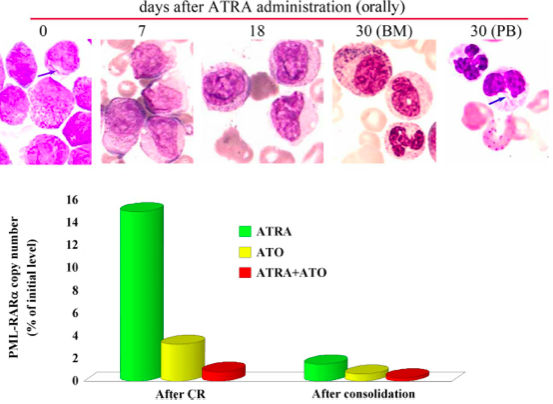 days after ATRA administration (orally)
0 7 18 30 (BM) 30 (PB)
PML-RARα copy number
(% of initial level)
16
14
12
10
8
6
4
2
0
ATRA
ATO
ATRA+ATO
After CR
After consolidation